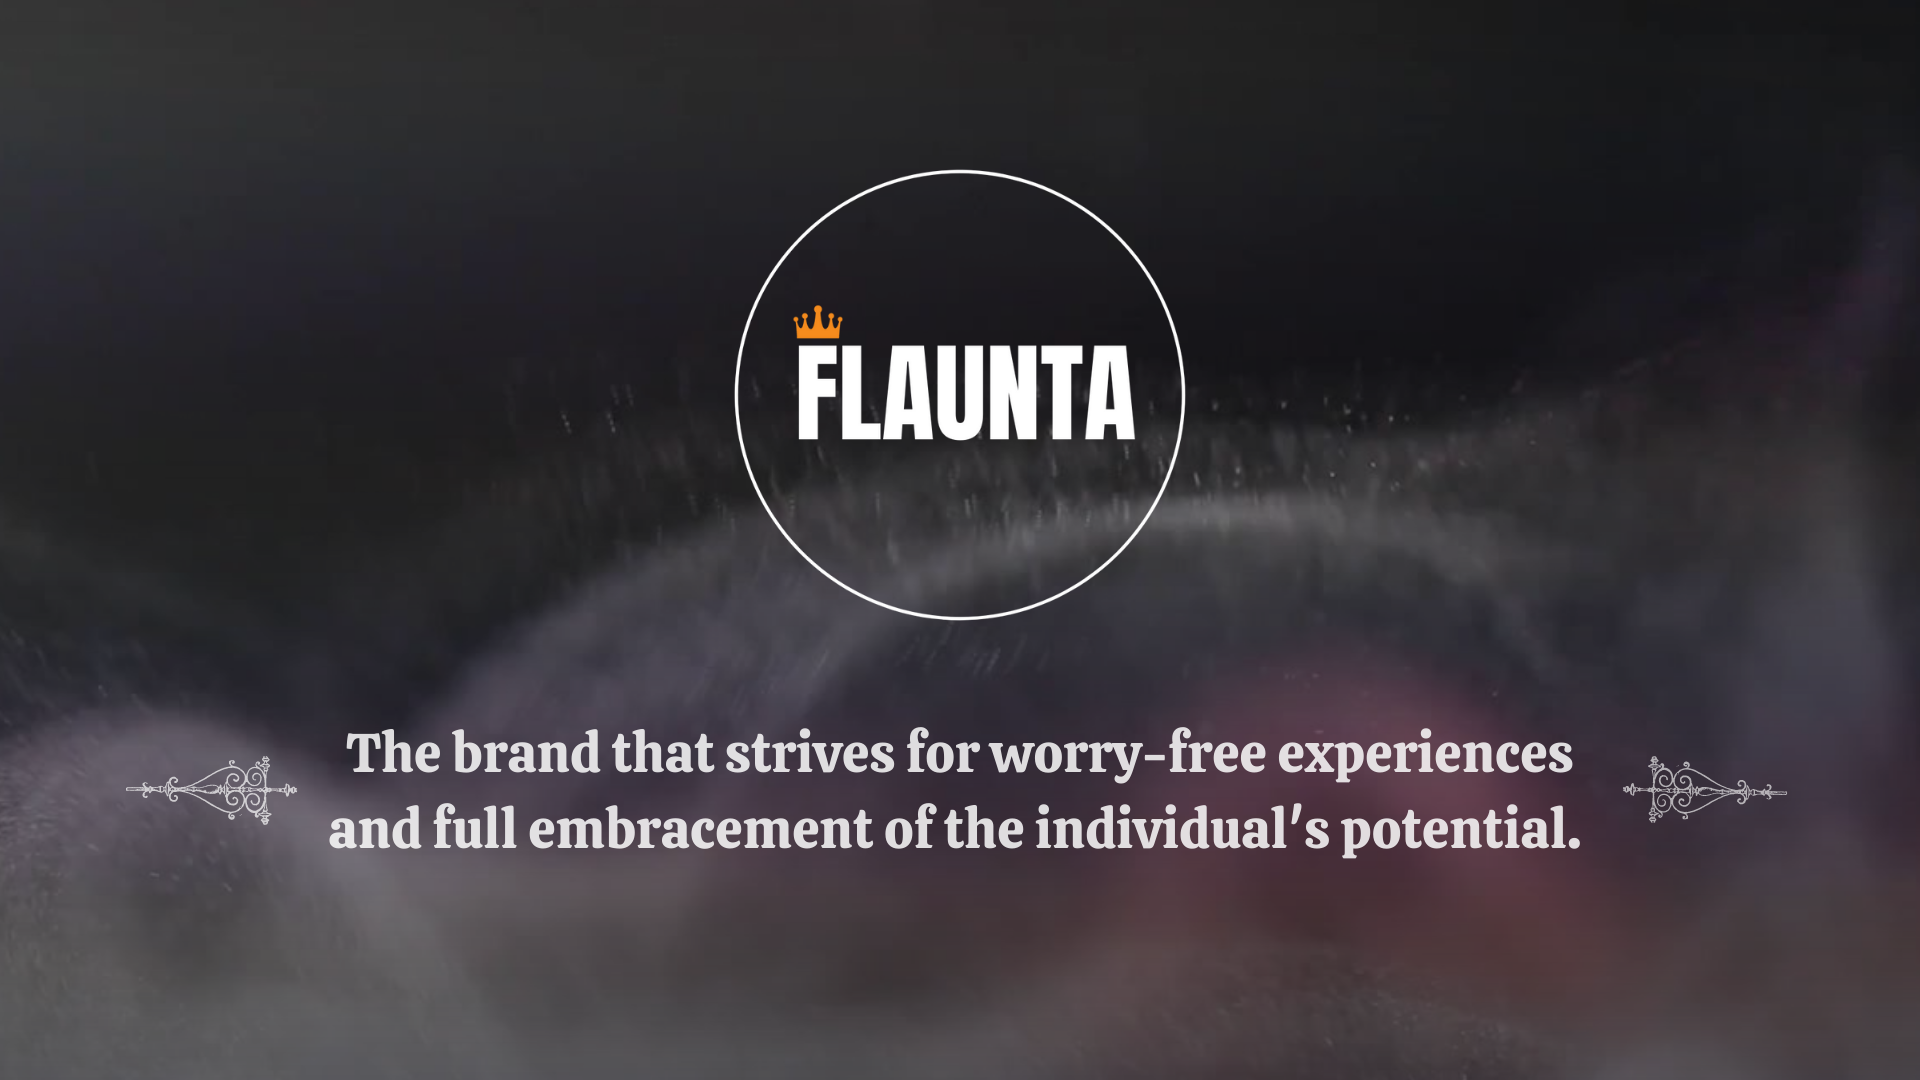 FLAUNTA
The brand that strives for worry-free experiences
and full embracement of the individual's potential.